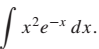 ∫ x²e⁻ˣ dx.